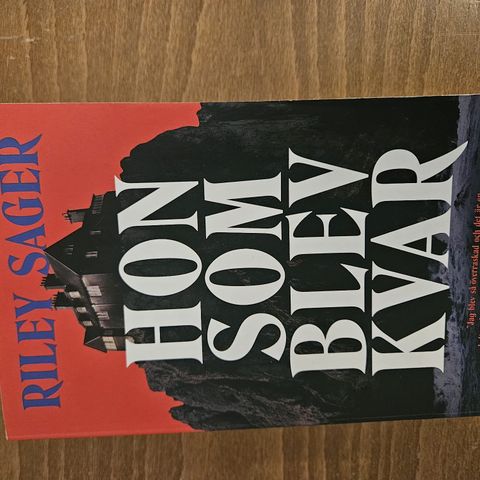 RILEY SAGER
HON
SOM
BLEV
KVAR
"Jag blev så överraskad och det är en